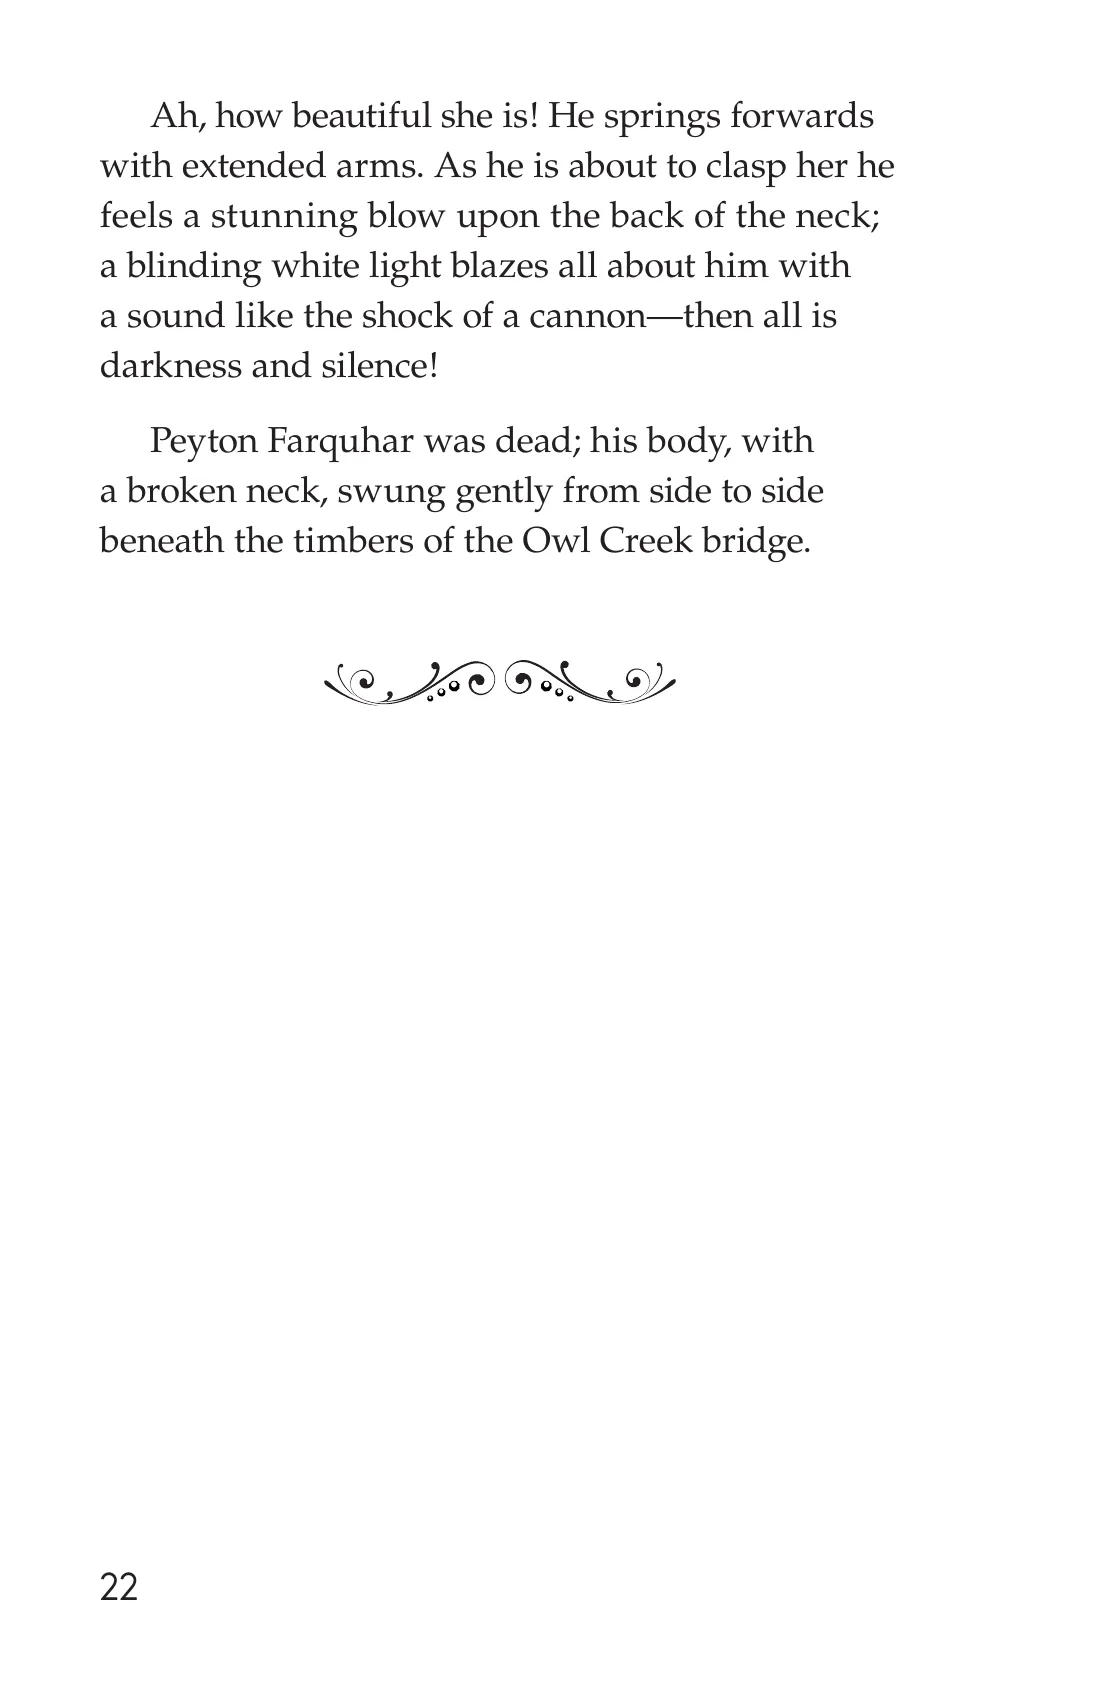 Ah, how beautiful she is! He springs forwards
with extended arms. As he is about to clasp her he
feels a stunning blow upon the back of the neck;
a blinding white light blazes all about him with
a sound like the shock of a cannon—then all is
darkness and silence!
Peyton Farquhar was dead; his body, with
a broken neck, swung gently from side to side
beneath the timbers of the Owl Creek bridge.
22